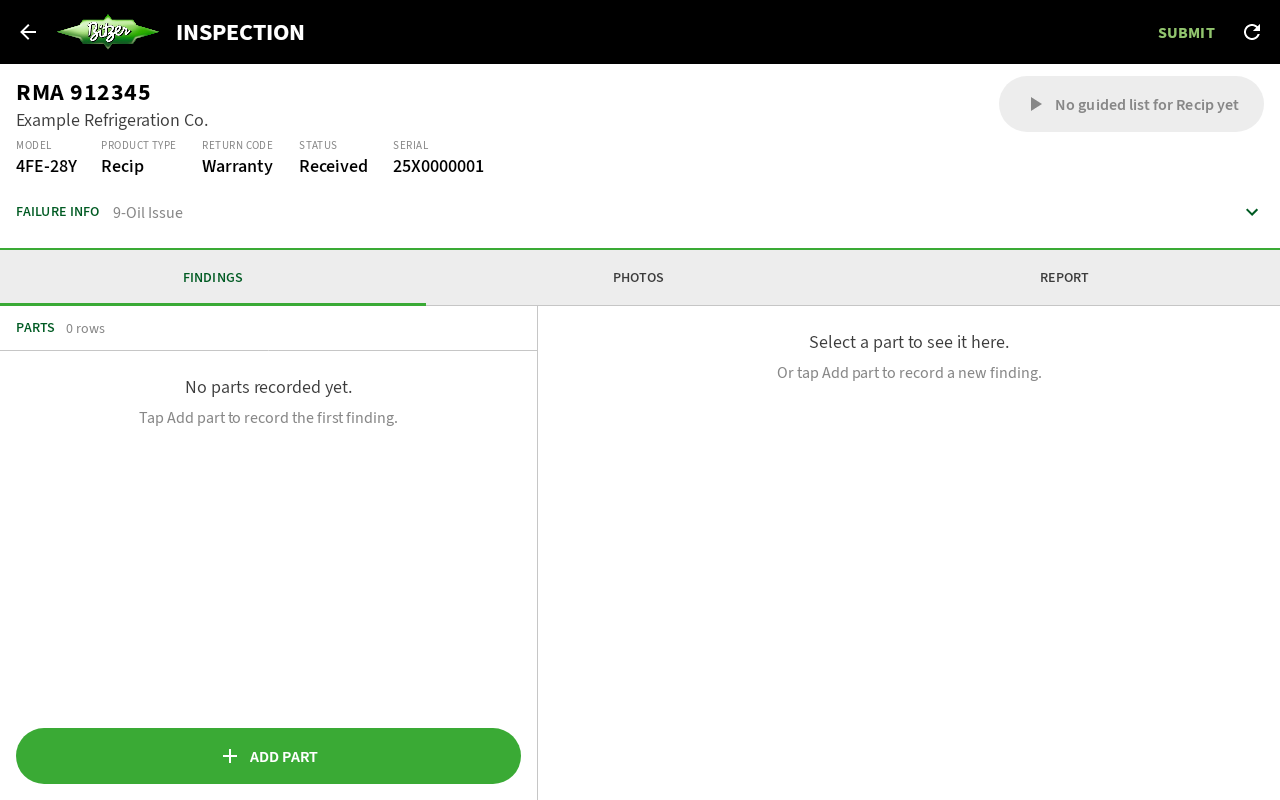 Bitzer
INSPECTION
SUBMIT
RMA 912345
Example Refrigeration Co.
No guided list for Recip yet
MODEL PRODUCT TYPE RETURN CODE STATUS SERIAL
4FE-28Y Recip Warranty Received 25X0000001
FAILURE INFO 9-Oil Issue
FINDINGS PHOTOS REPORT
PARTS 0 rows
No parts recorded yet.
Tap Add part to record the first finding.
Select a part to see it here.
Or tap Add part to record a new finding.
ADD PART